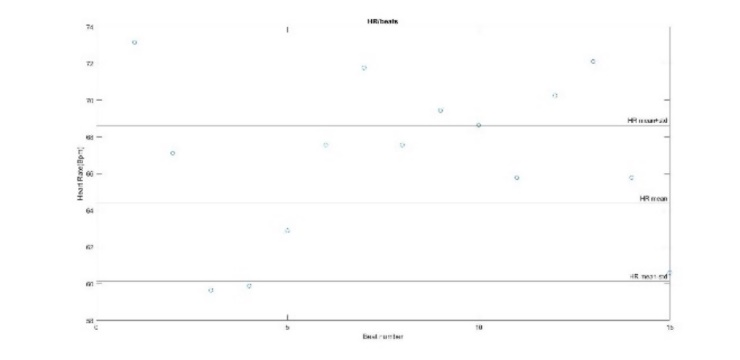 HR/beats
74
72
70
68
66
64
62
60
58
0
5
10
15
HR mean+std
HR mean
HR mean-std
Heart Rate(Bpm)
Beat number